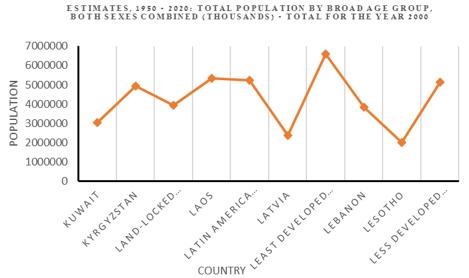 ESTIMATES, 1950 - 2020: TOTAL POPULATION BY BROAD AGE GROUP,
BOTH SEXES COMBINED (THOUSANDS) - TOTAL FOR THE YEAR 2000
7000000
6000000
5000000
4000000
3000000
2000000
1000000
0
POPULATION
KUWAIT
KYRGYZSTAN
LAND-LOCKED...
LAOS
LATIN AMERICA...
LATVIA
LEAST DEVELOPED...
LEBANON
LESOTHO
LESS DEVELOPED...
COUNTRY